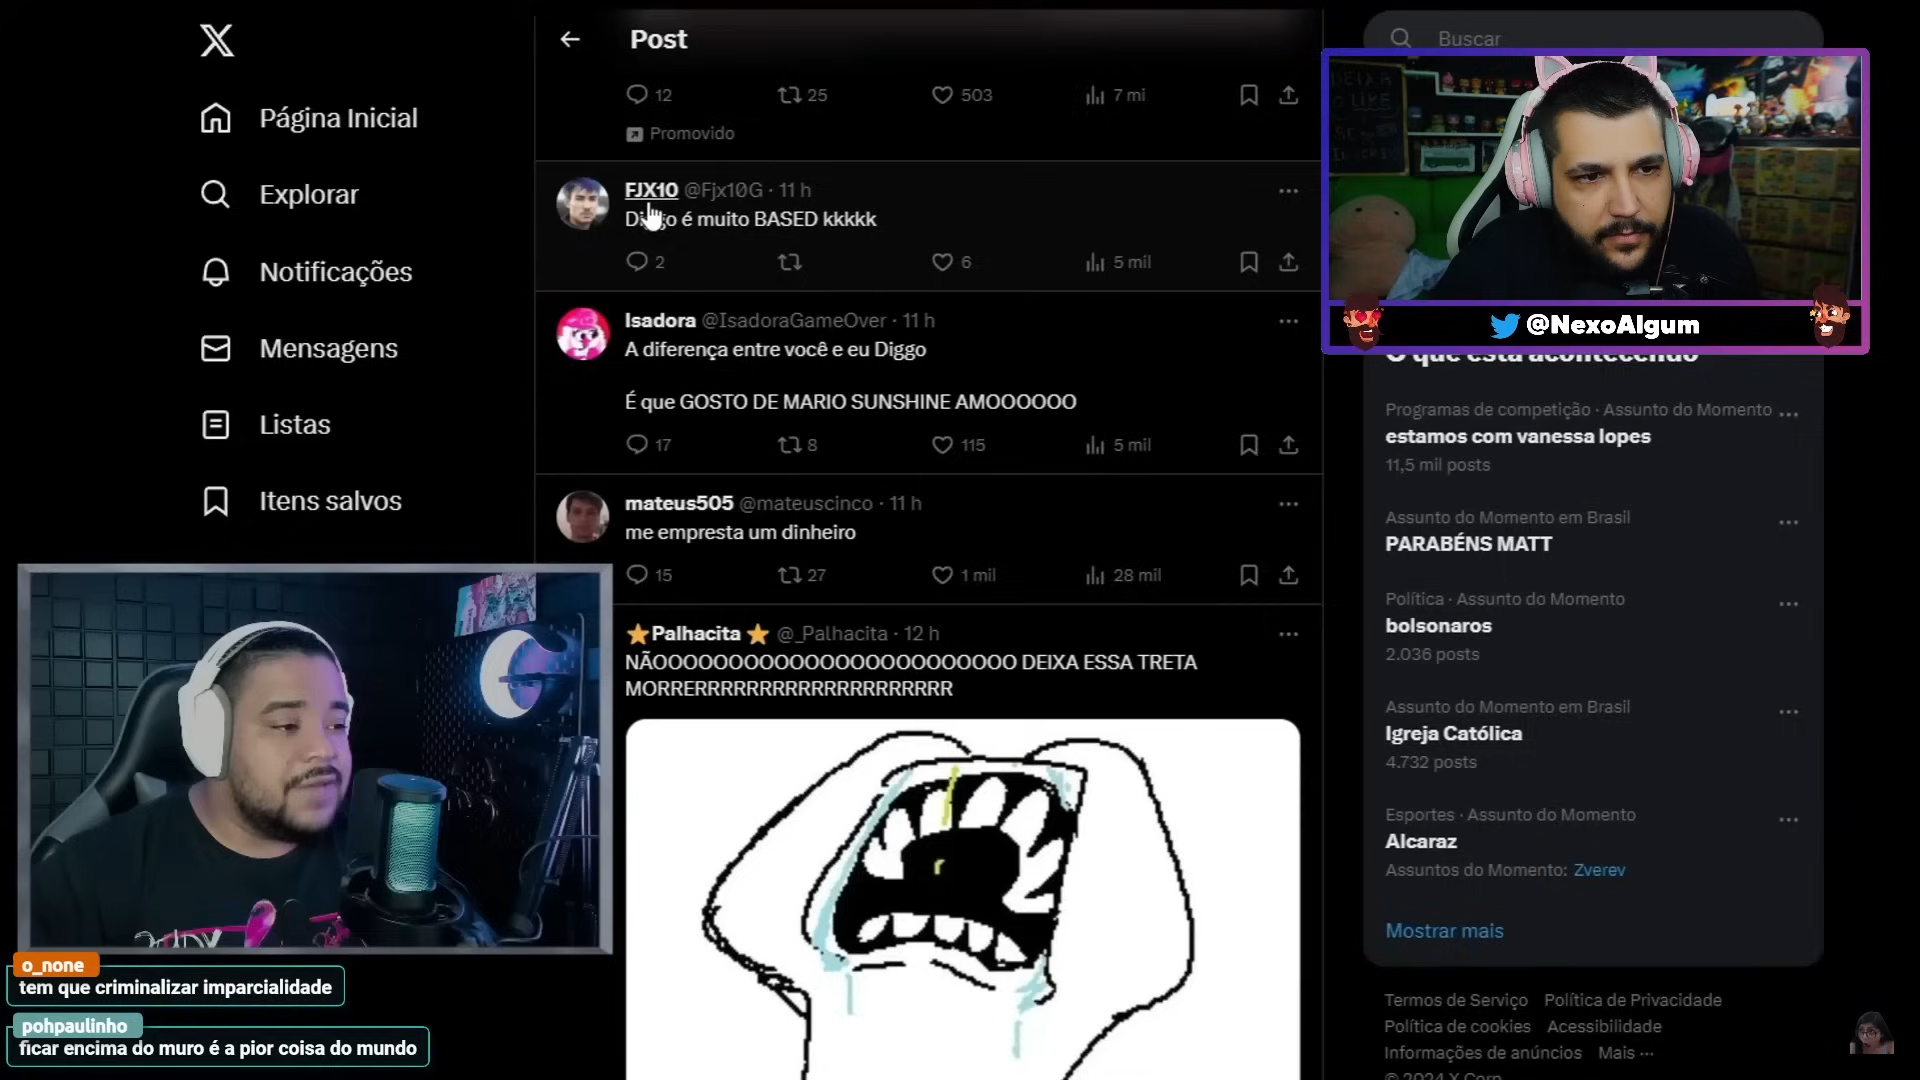 Página Inicial
Explorar
Notificações
Mensagens
Listas
Itens salvos
Post
12 25 503 7 mi
Promovido
FJX10 @Fjx10G · 11 h
é muito BASED kkkkk
2 6 5 mil
Isadora @IsadoraGameOver · 11 h
A diferença entre você e eu Diggo
É que GOSTO DE MARIO SUNSHINE AMOOOOOO
17 8 115 5 mil
mateus505 @mateuscinco · 11 h
me empresta um dinheiro
15 27 1 mil 28 mil
Palhacita @_Palhacita · 12 h
NÃOOOOOOOOOOOOOOOOOOOOOOOO DEIXA ESSA TRETA
MORRERRRRRRRRRRRRRRRRRRRR
Buscar
@NexoAlgum
O que está acontecendo
Programas de competição · Assunto do Momento
estamos com vanessa lopes
11,5 mil posts
Assunto do Momento em Brasil
PARABÉNS MATT
Política · Assunto do Momento
bolsonaros
2.036 posts
Assunto do Momento em Brasil
Igreja Católica
4.732 posts
Esportes · Assunto do Momento
Alcaraz
Assuntos do Momento: Zverev
Mostrar mais
Termos de Serviço Política de Privacidade
Política de cookies Acessibilidade
Informações de anúncios Mais ···
© 2024 X Corp.
o_none
tem que criminalizar imparcialidade
pohpaulinho
ficar encima do muro é a pior coisa do mundo